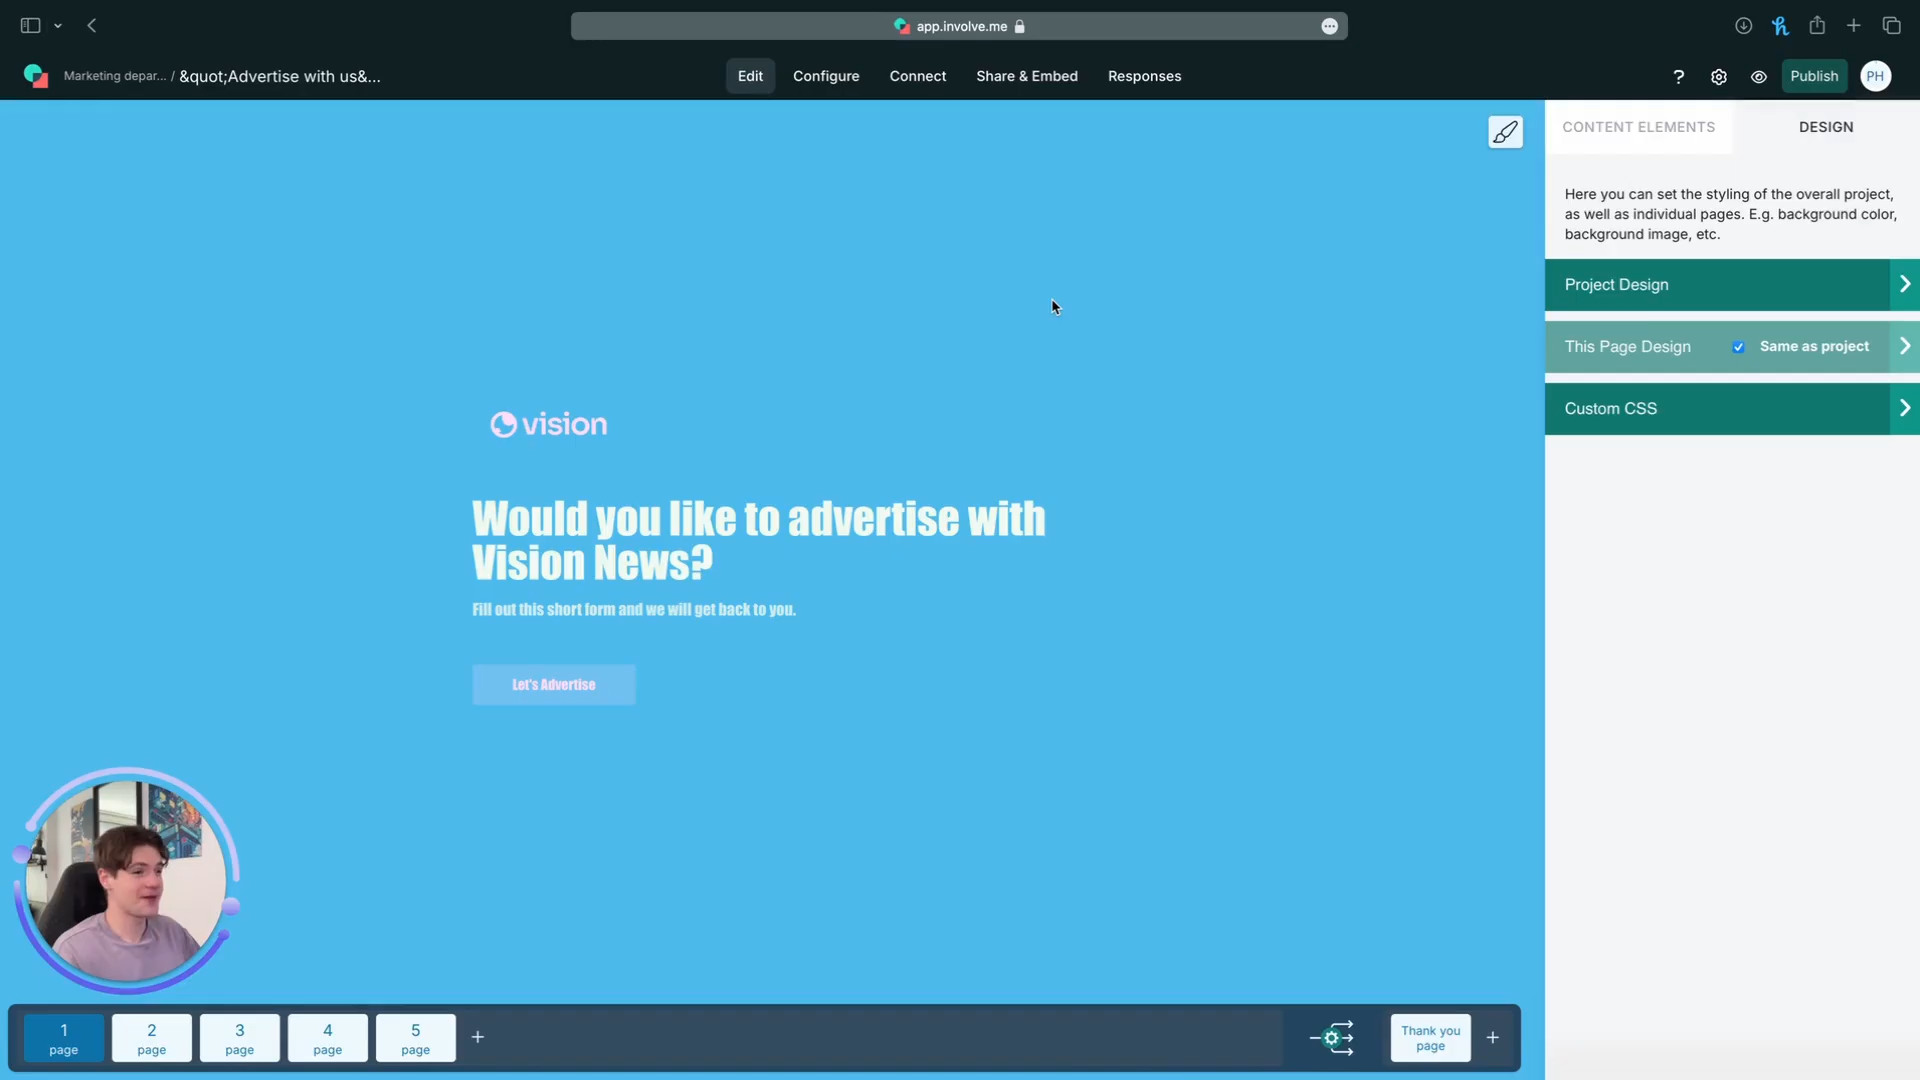 app.involve.me
Marketing depar... / &quot;Advertise with us&...
Edit
Configure
Connect
Share & Embed
Responses
?
Publish
PH
CONTENT ELEMENTS
DESIGN
Here you can set the styling of the overall project,
as well as individual pages. E.g. background color,
background image, etc.
Project Design
This Page Design
Same as project
Custom CSS
vision
Would you like to advertise with
Vision News?
Fill out this short form and we will get back to you.
Let's Advertise
1
page
2
page
3
page
4
page
5
page
+
Thank you
page
+